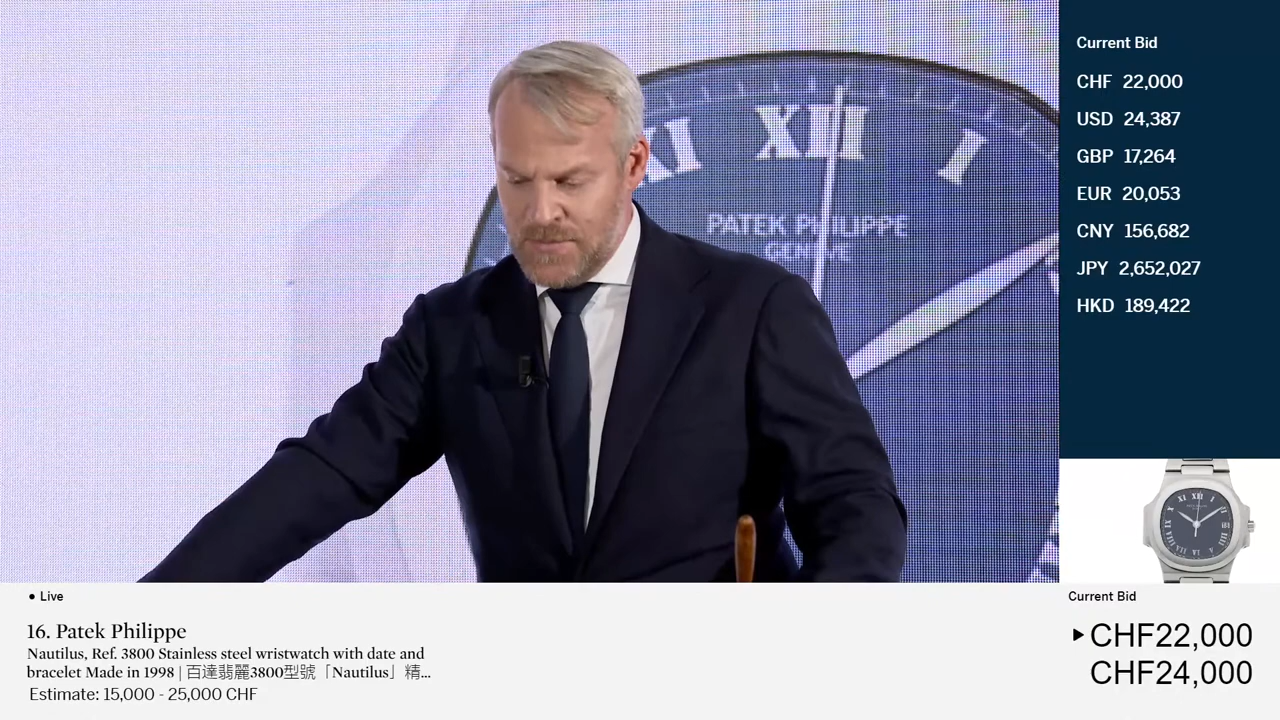 XI XII I
PATEK PHILIPPE
GENÈVE
Current Bid
CHF 22,000
USD 24,387
GBP 17,264
EUR 20,053
CNY 156,682
JPY 2,652,027
HKD 189,422
• Live
16. Patek Philippe
Nautilus, Ref. 3800 Stainless steel wristwatch with date and
bracelet Made in 1998 | 百達翡麗3800型號「Nautilus」精...
Estimate: 15,000 - 25,000 CHF
Current Bid
CHF22,000
CHF24,000